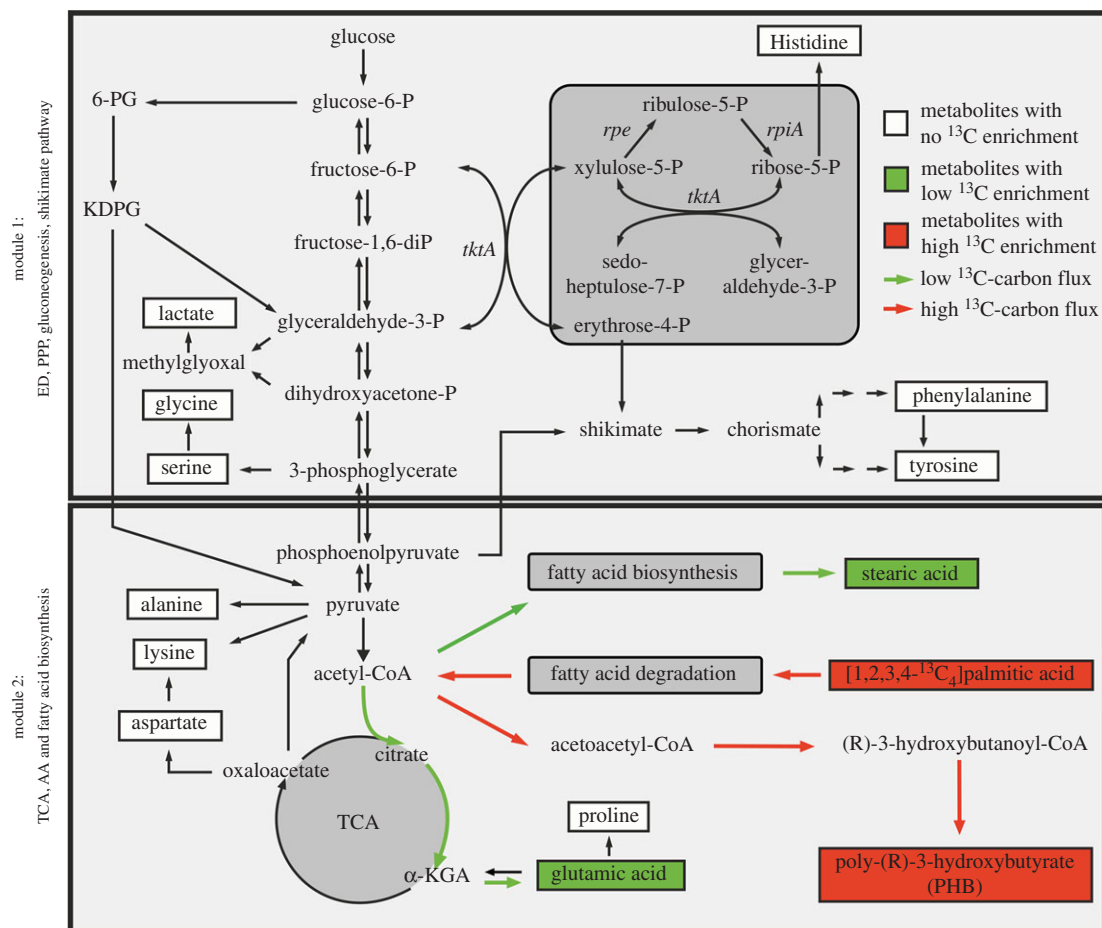 module 1:
ED, PPP, gluconeogenesis, shikimate pathway
glucose
6-PG
glucose-6-P
fructose-6-P
KDPG
fructose-1,6-diP
tktA
glyceraldehyde-3-P
lactate
methylglyoxal
dihydroxyacetone-P
glycine
serine
3-phosphoglycerate
Histidine
ribulose-5-P
rpe
rpiA
xylulose-5-P
ribose-5-P
tktA
sedo-
heptulose-7-P
glycer-
aldehyde-3-P
erythrose-4-P
shikimate
chorismate
phenylalanine
tyrosine
metabolites with
no ¹³C enrichment
metabolites with
low ¹³C enrichment
metabolites with
high ¹³C enrichment
low ¹³C-carbon flux
high ¹³C-carbon flux
module 2:
TCA, AA and fatty acid biosynthesis
phosphoenolpyruvate
alanine
pyruvate
lysine
acetyl-CoA
aspartate
oxaloacetate
citrate
TCA
α-KGA
proline
glutamic acid
fatty acid biosynthesis
stearic acid
fatty acid degradation
[1,2,3,4-¹³C₄]palmitic acid
acetoacetyl-CoA
(R)-3-hydroxybutanoyl-CoA
poly-(R)-3-hydroxybutyrate
(PHB)